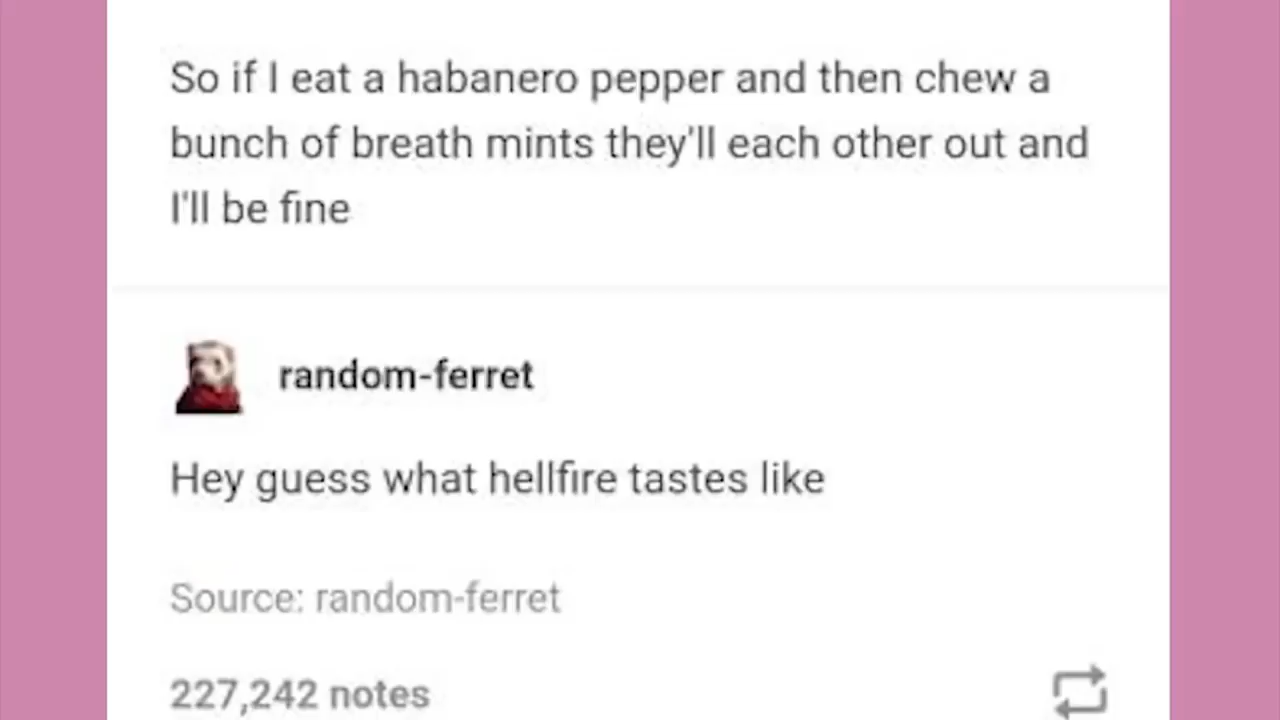 So if I eat a habanero pepper and then chew a
bunch of breath mints they'll each other out and
I'll be fine
random-ferret
Hey guess what hellfire tastes like
Source: random-ferret
227,242 notes